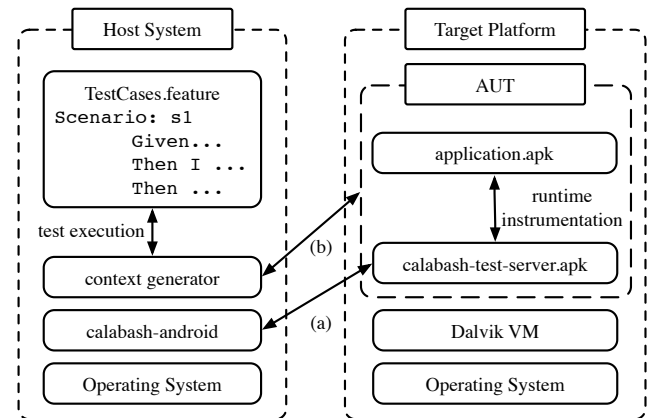 Host System
TestCases.feature
Scenario: s1
Given...
Then I ...
Then ...
test execution
context generator
calabash-android
Operating System
(b)
(a)
Target Platform
AUT
application.apk
runtime
instrumentation
calabash-test-server.apk
Dalvik VM
Operating System